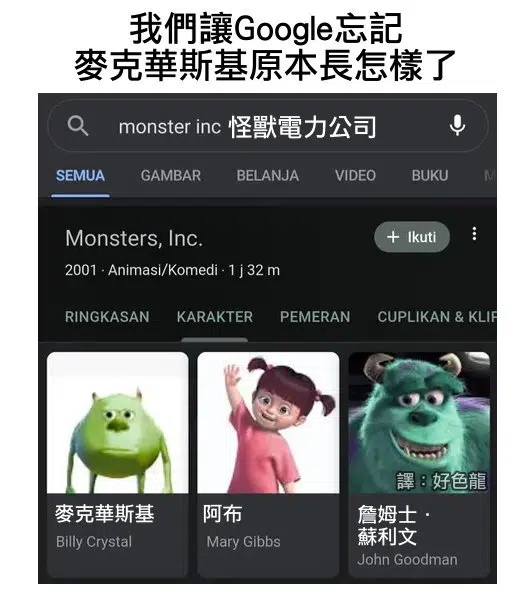 我們讓Google忘記
麥克華斯基原本長怎樣了
monster inc 怪獸電力公司
SEMUA GAMBAR BELANJA VIDEO BUKU M
Monsters, Inc.
+ Ikuti
2001 · Animasi/Komedi · 1 j 32 m
RINGKASAN KARAKTER PEMERAN CUPLIKAN & KLIP
譯：好色龍
麥克華斯基
Billy Crystal
阿布
Mary Gibbs
詹姆士．
蘇利文
John Goodman